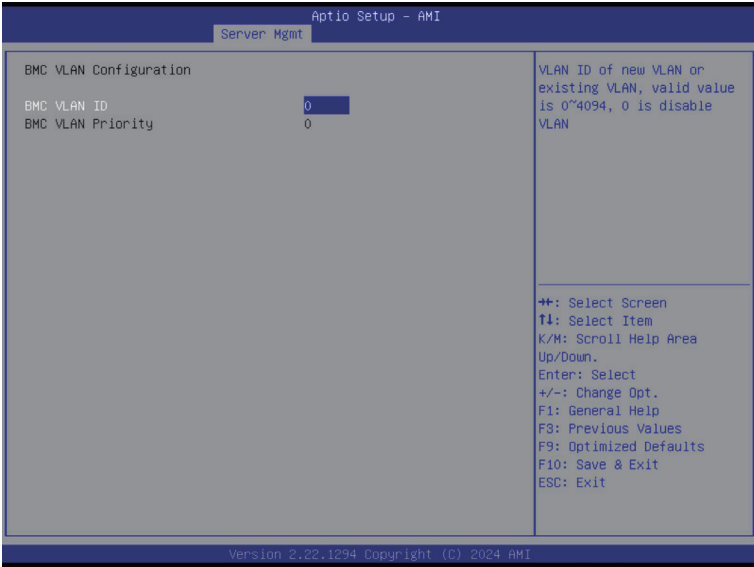 Aptio Setup - AMI
Server Mgmt
BMC VLAN Configuration
BMC VLAN ID 0
BMC VLAN Priority 0
VLAN ID of new VLAN or
existing VLAN, valid value
is 0~4094, 0 is disable
VLAN
→←: Select Screen
↑↓: Select Item
K/M: Scroll Help Area
Up/Down.
Enter: Select
+/-: Change Opt.
F1: General Help
F3: Previous Values
F9: Optimized Defaults
F10: Save & Exit
ESC: Exit
Version 2.22.1294 Copyright (C) 2024 AMI